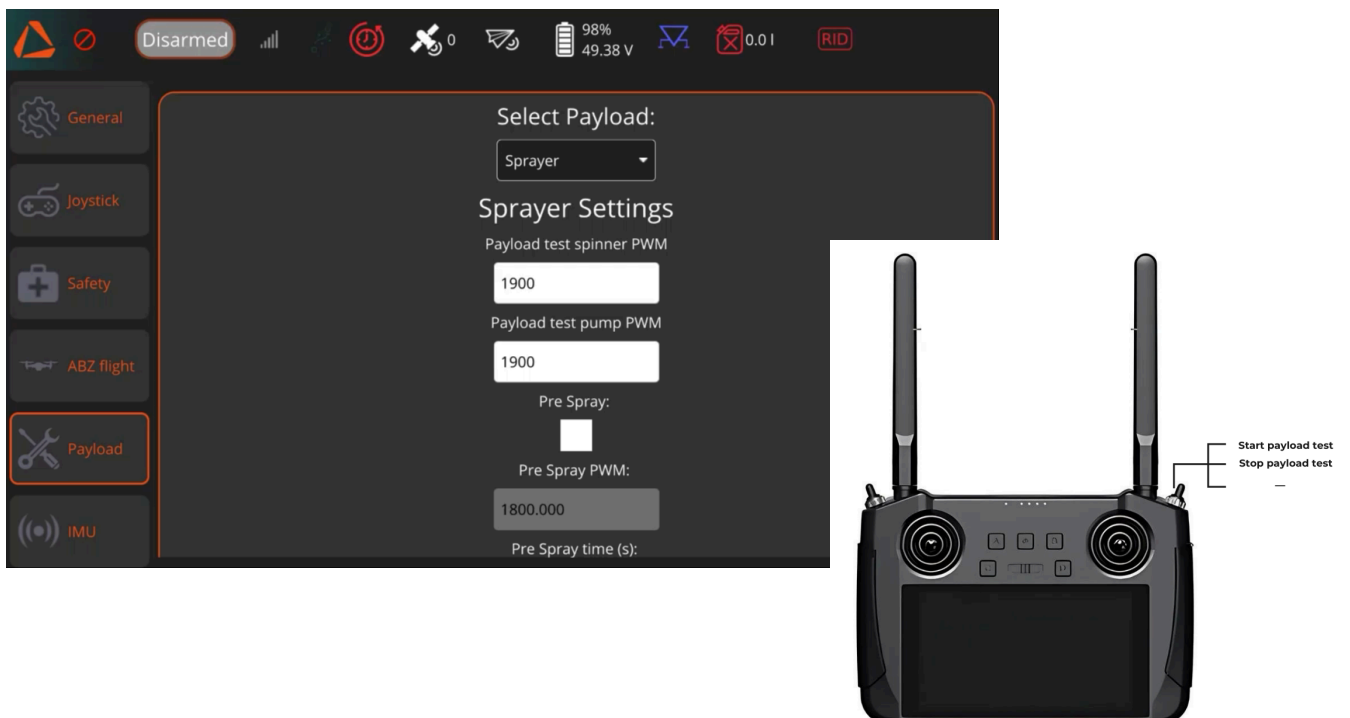 Disarmed
0
98%
49.38 V
0.0 l
RID
General
Joystick
Safety
ABZ flight
Payload
IMU
Select Payload:
Sprayer
Sprayer Settings
Payload test spinner PWM
1900
Payload test pump PWM
1900
Pre Spray:
Pre Spray PWM:
1800.000
Pre Spray time (s):
Start payload test
Stop payload test
—